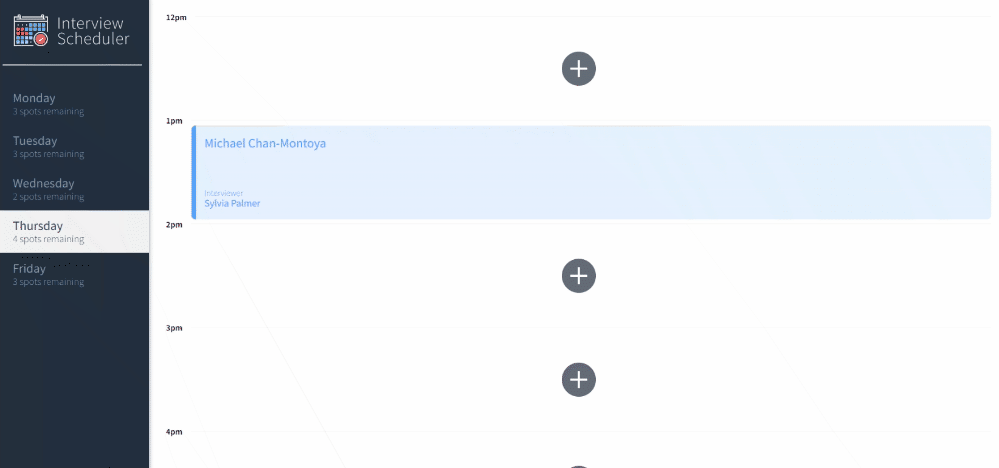 Interview
Scheduler
Monday
3 spots remaining
Tuesday
3 spots remaining
Wednesday
2 spots remaining
Thursday
4 spots remaining
Friday
3 spots remaining
12pm
1pm
Michael Chan-Montoya
Interviewer
Sylvia Palmer
2pm
3pm
4pm